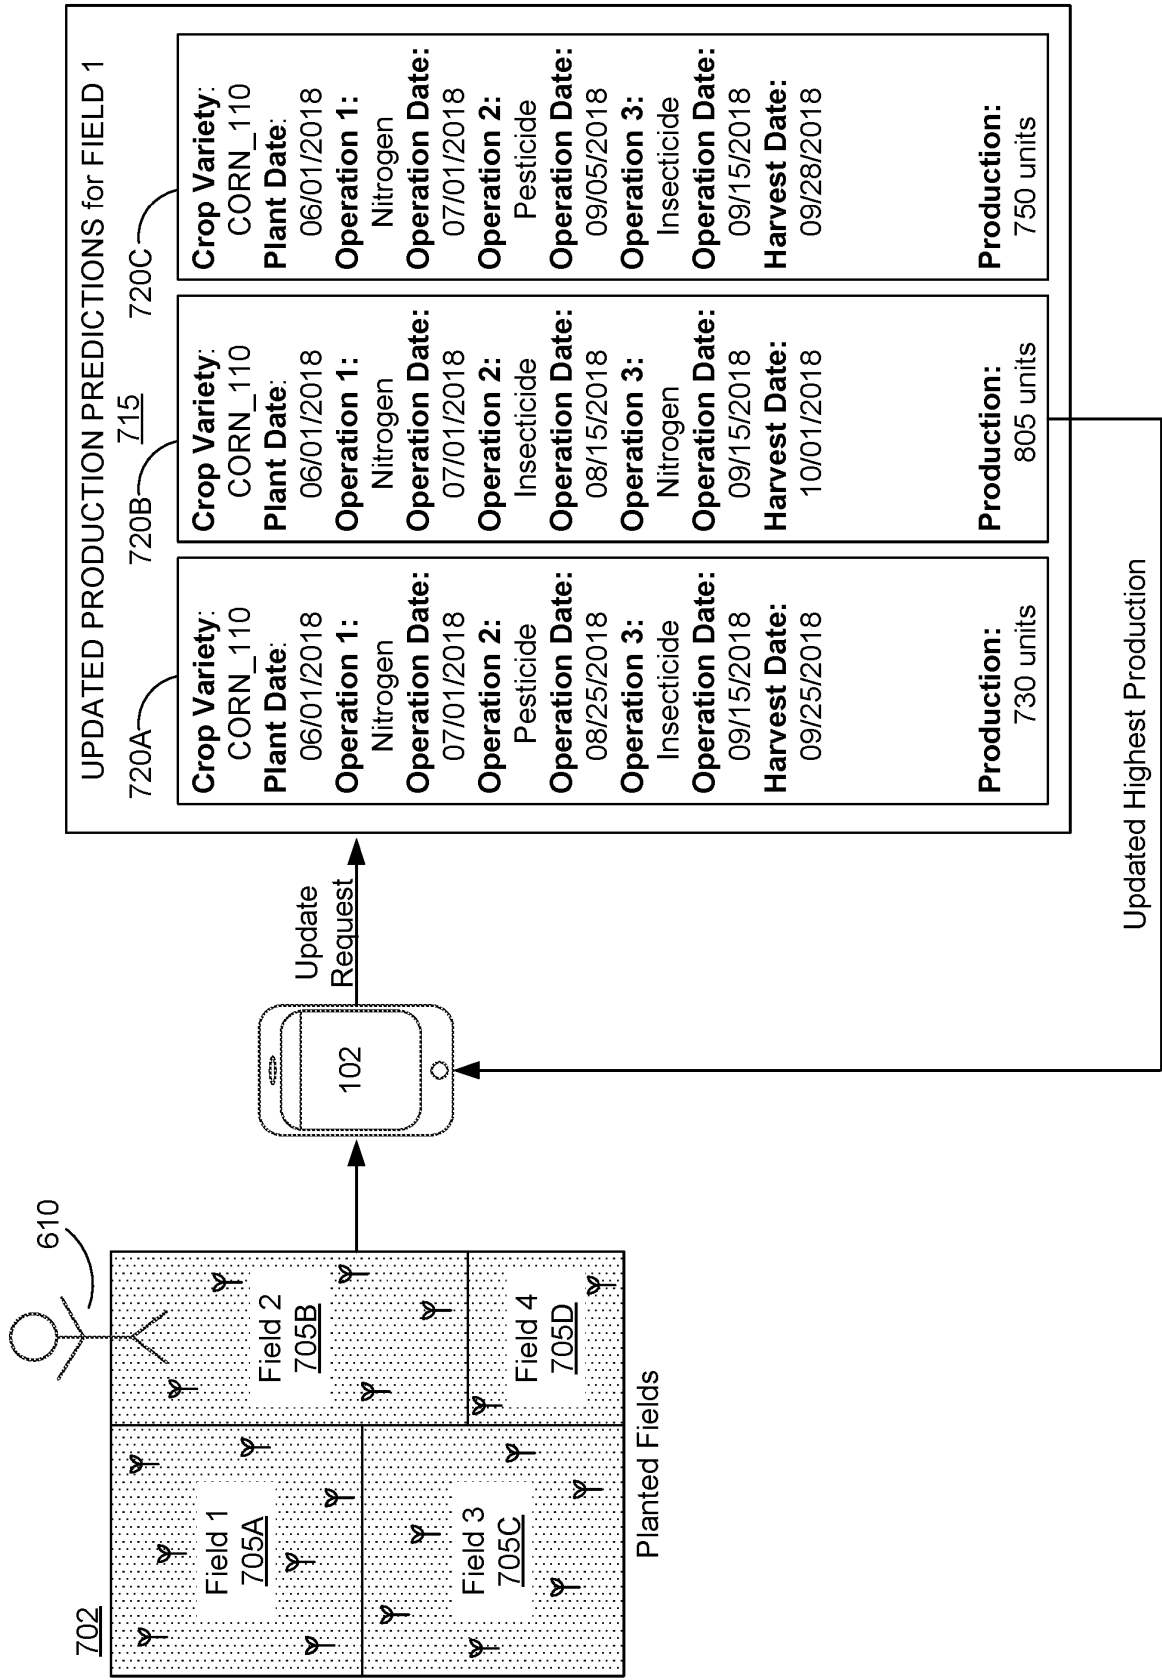 702
Field 1
705A
Field 2
705B
Field 3
705C
Field 4
705D
Planted Fields
610
102
Update
Request
UPDATED PRODUCTION PREDICTIONS for FIELD 1
715
720A
Crop Variety:
CORN_110
Plant Date:
06/01/2018
Operation 1:
Nitrogen
Operation Date:
07/01/2018
Operation 2:
Pesticide
Operation Date:
08/25/2018
Operation 3:
Insecticide
Operation Date:
09/15/2018
Harvest Date:
09/25/2018
Production:
730 units
720B
Crop Variety:
CORN_110
Plant Date:
06/01/2018
Operation 1:
Nitrogen
Operation Date:
07/01/2018
Operation 2:
Insecticide
Operation Date:
08/15/2018
Operation 3:
Nitrogen
Operation Date:
09/15/2018
Harvest Date:
10/01/2018
Production:
805 units
720C
Crop Variety:
CORN_110
Plant Date:
06/01/2018
Operation 1:
Nitrogen
Operation Date:
07/01/2018
Operation 2:
Pesticide
Operation Date:
09/05/2018
Operation 3:
Insecticide
Operation Date:
09/15/2018
Harvest Date:
09/28/2018
Production:
750 units
Updated Highest Production